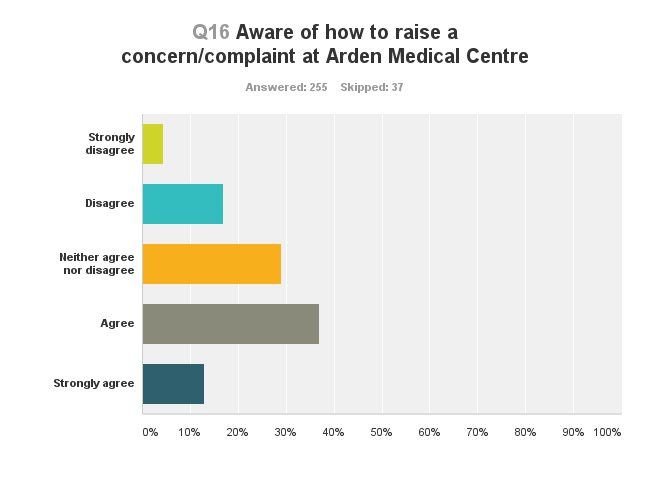 Q16 Aware of how to raise a
concern/complaint at Arden Medical Centre
Answered: 255 Skipped: 37
Strongly
disagree
Disagree
Neither agree
nor disagree
Agree
Strongly agree
0% 10% 20% 30% 40% 50% 60% 70% 80% 90% 100%